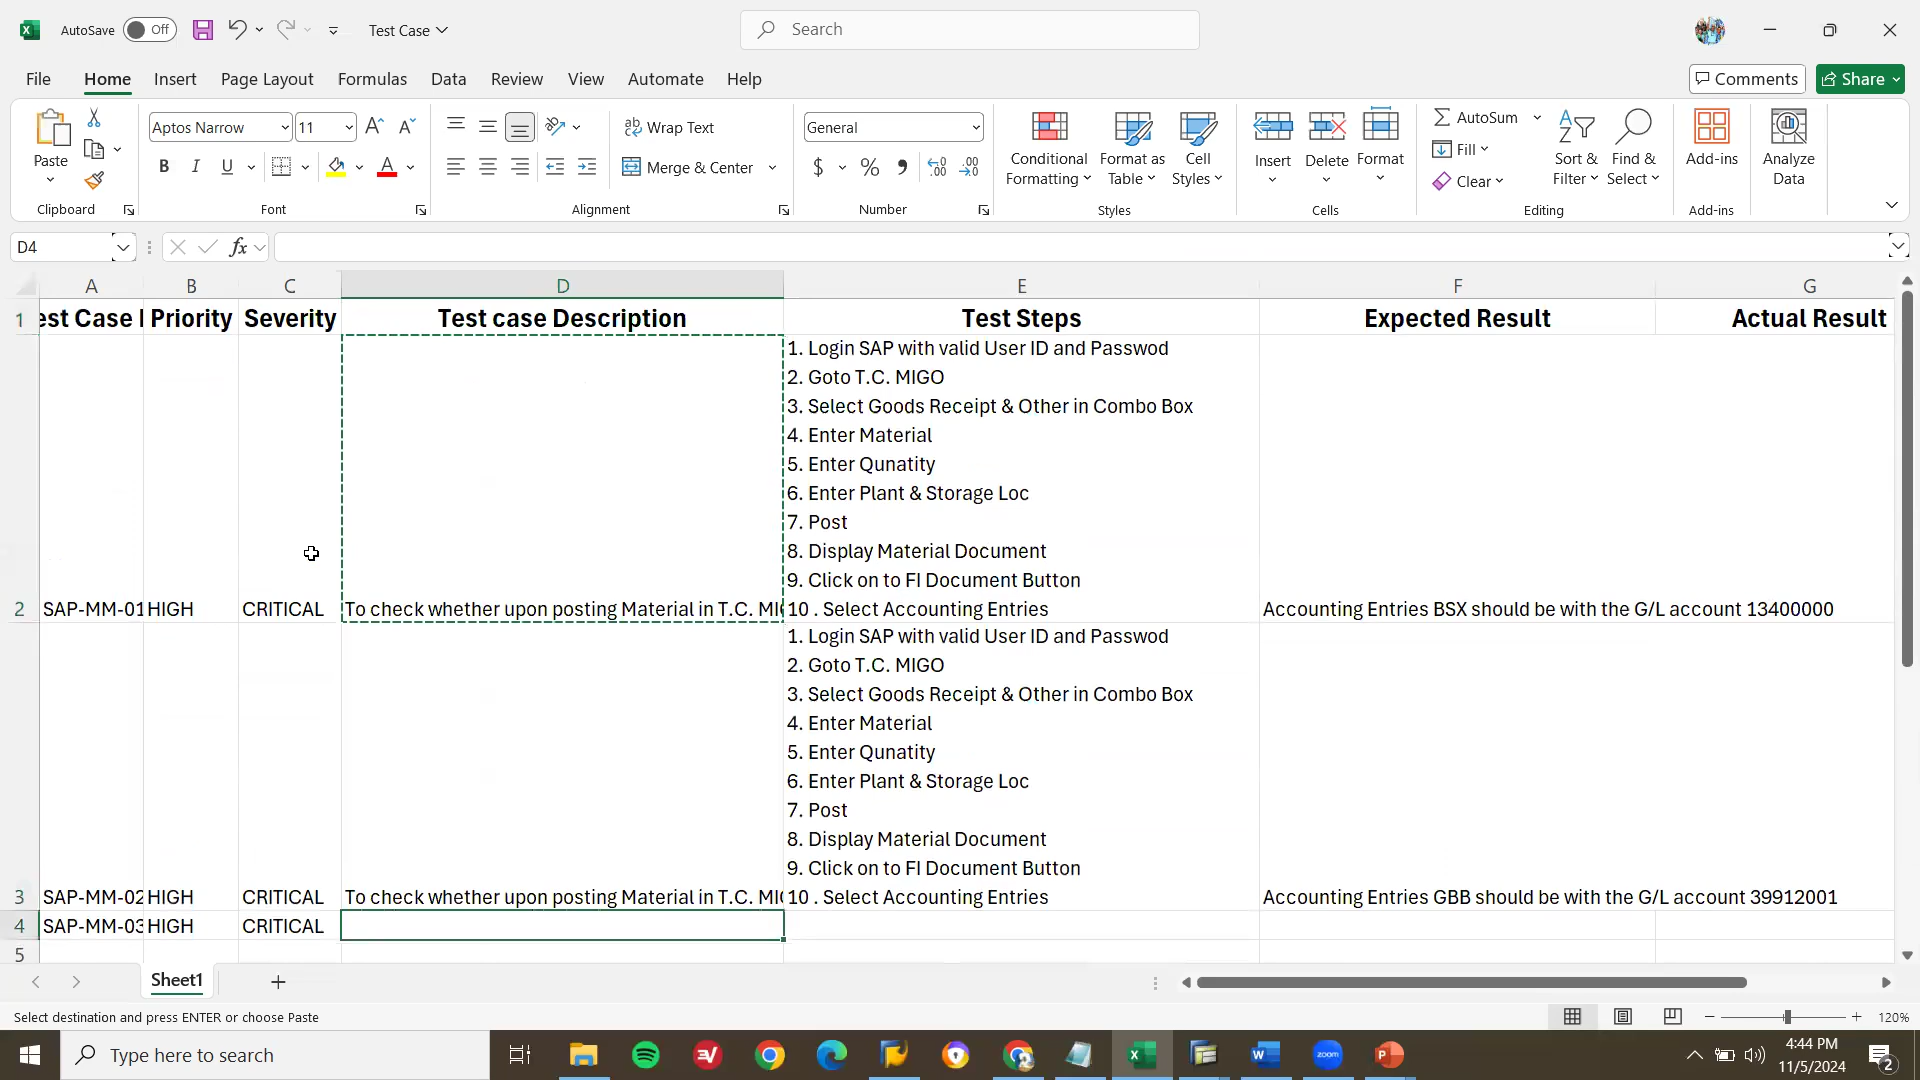 AutoSave Off Test Case Search
File Home Insert Page Layout Formulas Data Review View Automate Help Comments Share
Paste
Clipboard
Aptos Narrow 11
B I U A
Font
Wrap Text
Merge & Center
Alignment
General
$ % 9
Number
Conditional Formatting
Format as Table
Cell Styles
Styles
Insert
Delete
Format
Cells
AutoSum
Fill
Clear
Sort & Filter
Find & Select
Editing
Add-ins
Add-ins
Analyze Data
D4 fx
A B C D E F G
1 est Case I Priority Severity Test case Description Test Steps Expected Result Actual Result
1. Login SAP with valid User ID and Passwod
2. Goto T.C. MIGO
3. Select Goods Receipt & Other in Combo Box
4. Enter Material
5. Enter Qunatity
6. Enter Plant & Storage Loc
7. Post
8. Display Material Document
9. Click on to FI Document Button
2 SAP-MM-01 HIGH CRITICAL To check whether upon posting Material in T.C. MI 10 . Select Accounting Entries Accounting Entries BSX should be with the G/L account 13400000
1. Login SAP with valid User ID and Passwod
2. Goto T.C. MIGO
3. Select Goods Receipt & Other in Combo Box
4. Enter Material
5. Enter Qunatity
6. Enter Plant & Storage Loc
7. Post
8. Display Material Document
9. Click on to FI Document Button
3 SAP-MM-02 HIGH CRITICAL To check whether upon posting Material in T.C. MI 10 . Select Accounting Entries Accounting Entries GBB should be with the G/L account 39912001
4 SAP-MM-03 HIGH CRITICAL
5
Sheet1
Select destination and press ENTER or choose Paste 120%
Type here to search
zoom
4:44 PM
11/5/2024
2